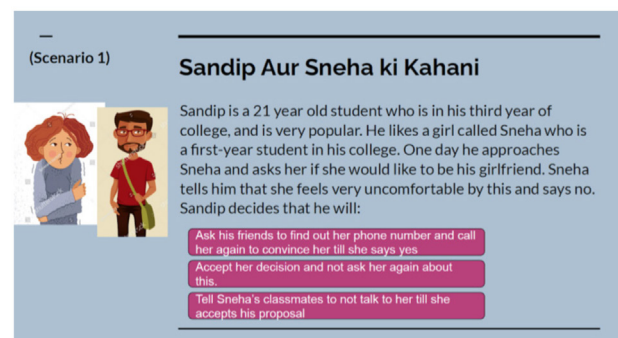 (Scenario 1)
Sandip Aur Sneha ki Kahani
Sandip is a 21 year old student who is in his third year of
college, and is very popular. He likes a girl called Sneha who is
a first-year student in his college. One day he approaches
Sneha and asks her if she would like to be his girlfriend. Sneha
tells him that she feels very uncomfortable by this and says no.
Sandip decides that he will:
Ask his friends to find out her phone number and call
her again to convince her till she says yes
Accept her decision and not ask her again about
this.
Tell Sneha's classmates to not talk to her till she
accepts his proposal